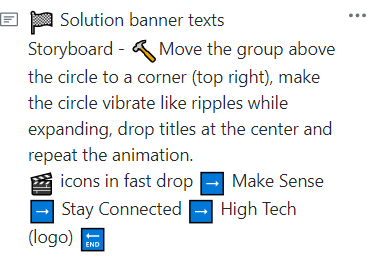 🏁 Solution banner texts
Storyboard - 🔨Move the group above
the circle to a corner (top right), make
the circle vibrate like ripples while
expanding, drop titles at the center and
repeat the animation.
🎬 icons in fast drop ➡️ Make Sense
➡️ Stay Connected ➡️ High Tech
(logo) 🔚